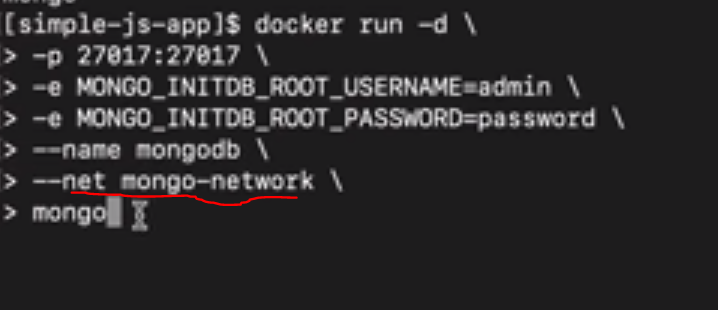 [simple-js-app]$ docker run -d \
> -p 27017:27017 \
> -e MONGO_INITDB_ROOT_USERNAME=admin \
> -e MONGO_INITDB_ROOT_PASSWORD=password \
> --name mongodb \
> --net mongo-network \
> mongo